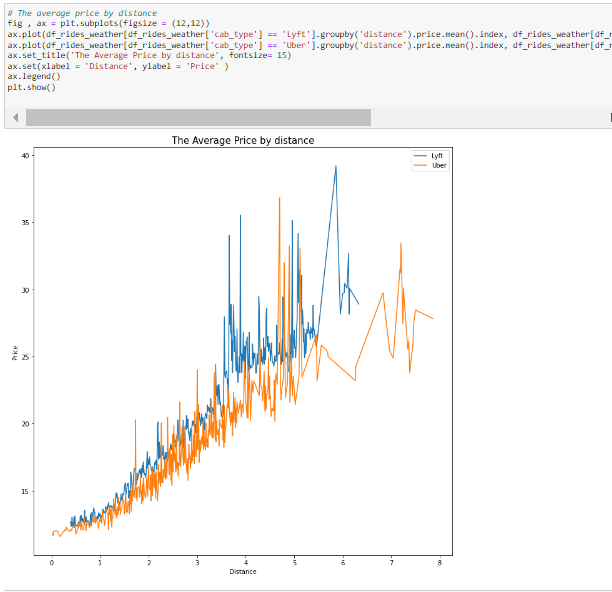 # The average price by distance
fig , ax = plt.subplots(figsize = (12,12))
ax.plot(df_rides_weather[df_rides_weather['cab_type'] == 'Lyft'].groupby('distance').price.mean().index, df_rides_weather[df_r
ax.plot(df_rides_weather[df_rides_weather['cab_type'] == 'Uber'].groupby('distance').price.mean().index, df_rides_weather[df_r
ax.set_title('The Average Price by distance', fontsize= 15)
ax.set(xlabel = 'Distance', ylabel = 'Price' )
ax.legend()
plt.show()
The Average Price by distance
Lyft
Uber
40
35
30
25
20
15
Price
0 1 2 3 4 5 6 7 8
Distance